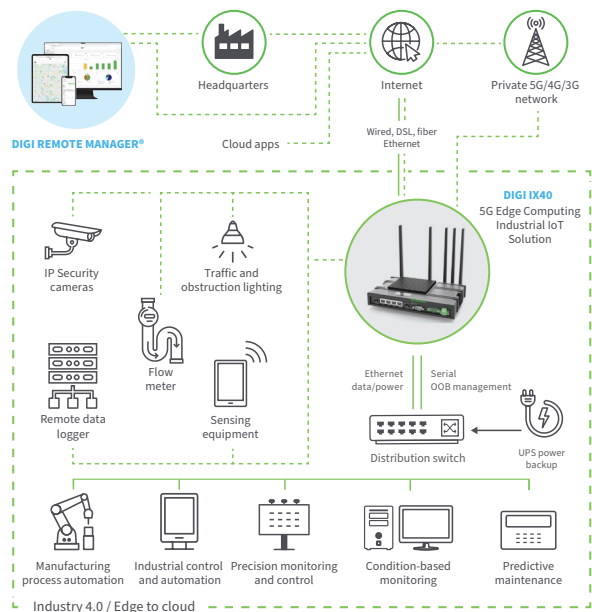 Headquarters
Internet
Private 5G/4G/3G
network
DIGI REMOTE MANAGER®
Cloud apps
Wired, DSL, fiber
Ethernet
DIGI IX40
5G Edge Computing
Industrial IoT
Solution
IP Security
cameras
Traffic and
obstruction lighting
Flow
meter
Remote data
logger
Sensing
equipment
Ethernet
data/power
Serial
OOB management
Distribution switch
UPS power
backup
Manufacturing
process automation
Industrial control
and automation
Precision monitoring
and control
Condition-based
monitoring
Predictive
maintenance
Industry 4.0 / Edge to cloud